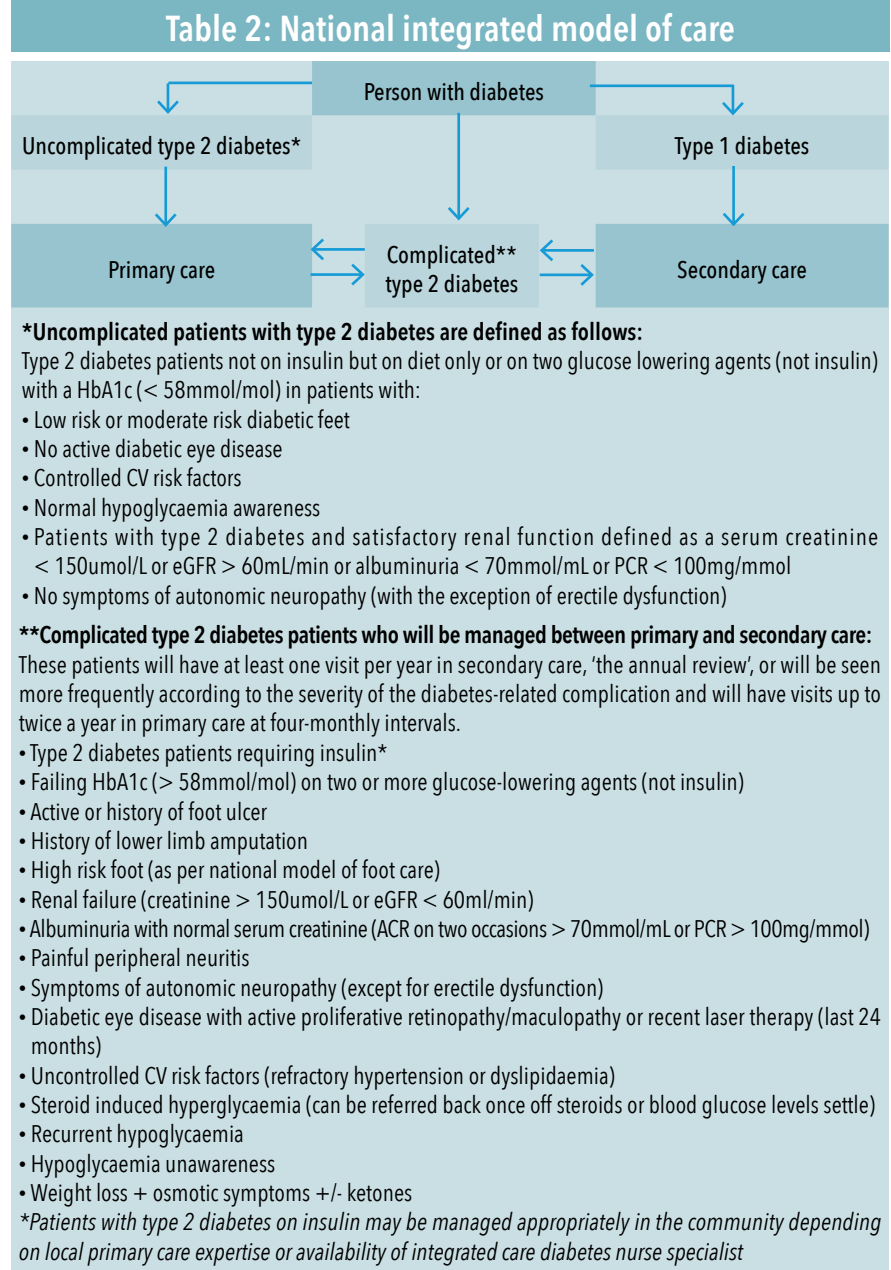 Table 2: National integrated model of care
Person with diabetes
Uncomplicated type 2 diabetes*
Type 1 diabetes
Primary care
Complicated**
type 2 diabetes
Secondary care
*Uncomplicated patients with type 2 diabetes are defined as follows:
Type 2 diabetes patients not on insulin but on diet only or on two glucose lowering agents (not insulin)
with a HbA1c (< 58mmol/mol) in patients with:
• Low risk or moderate risk diabetic feet
• No active diabetic eye disease
• Controlled CV risk factors
• Normal hypoglycaemia awareness
• Patients with type 2 diabetes and satisfactory renal function defined as a serum creatinine
< 150umol/L or eGFR > 60mL/min or albuminuria < 70mmol/mL or PCR < 100mg/mmol
• No symptoms of autonomic neuropathy (with the exception of erectile dysfunction)
**Complicated type 2 diabetes patients who will be managed between primary and secondary care:
These patients will have at least one visit per year in secondary care, ‘the annual review’, or will be seen
more frequently according to the severity of the diabetes-related complication and will have visits up to
twice a year in primary care at four-monthly intervals.
• Type 2 diabetes patients requiring insulin*
• Failing HbA1c (> 58mmol/mol) on two or more glucose-lowering agents (not insulin)
• Active or history of foot ulcer
• History of lower limb amputation
• High risk foot (as per national model of foot care)
• Renal failure (creatinine > 150umol/L or eGFR < 60ml/min)
• Albuminuria with normal serum creatinine (ACR on two occasions > 70mmol/mL or PCR > 100mg/mmol)
• Painful peripheral neuritis
• Symptoms of autonomic neuropathy (except for erectile dysfunction)
• Diabetic eye disease with active proliferative retinopathy/maculopathy or recent laser therapy (last 24
months)
• Uncontrolled CV risk factors (refractory hypertension or dyslipidaemia)
• Steroid induced hyperglycaemia (can be referred back once off steroids or blood glucose levels settle)
• Recurrent hypoglycaemia
• Hypoglycaemia unawareness
• Weight loss + osmotic symptoms +/- ketones
*Patients with type 2 diabetes on insulin may be managed appropriately in the community depending
on local primary care expertise or availability of integrated care diabetes nurse specialist